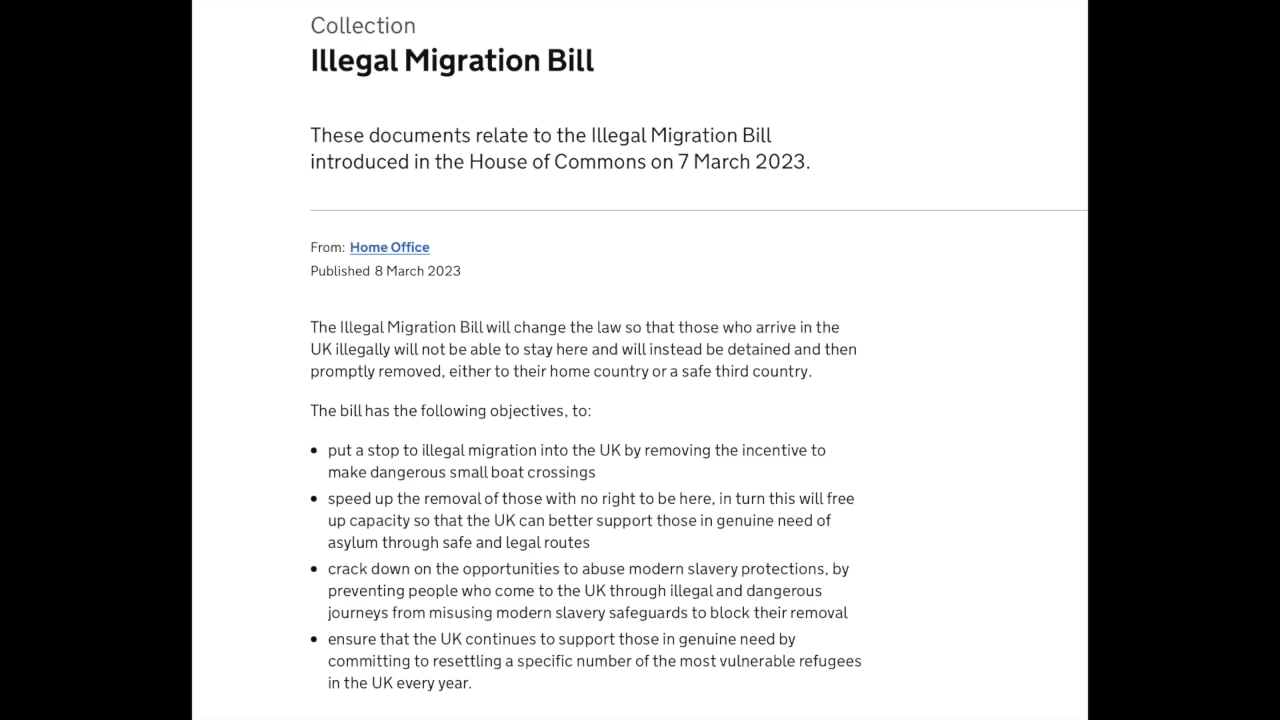 Collection
Illegal Migration Bill
These documents relate to the Illegal Migration Bill
introduced in the House of Commons on 7 March 2023.
From: Home Office
Published 8 March 2023
The Illegal Migration Bill will change the law so that those who arrive in the
UK illegally will not be able to stay here and will instead be detained and then
promptly removed, either to their home country or a safe third country.
The bill has the following objectives, to:
• put a stop to illegal migration into the UK by removing the incentive to
make dangerous small boat crossings
• speed up the removal of those with no right to be here, in turn this will free
up capacity so that the UK can better support those in genuine need of
asylum through safe and legal routes
• crack down on the opportunities to abuse modern slavery protections, by
preventing people who come to the UK through illegal and dangerous
journeys from misusing modern slavery safeguards to block their removal
• ensure that the UK continues to support those in genuine need by
committing to resettling a specific number of the most vulnerable refugees
in the UK every year.